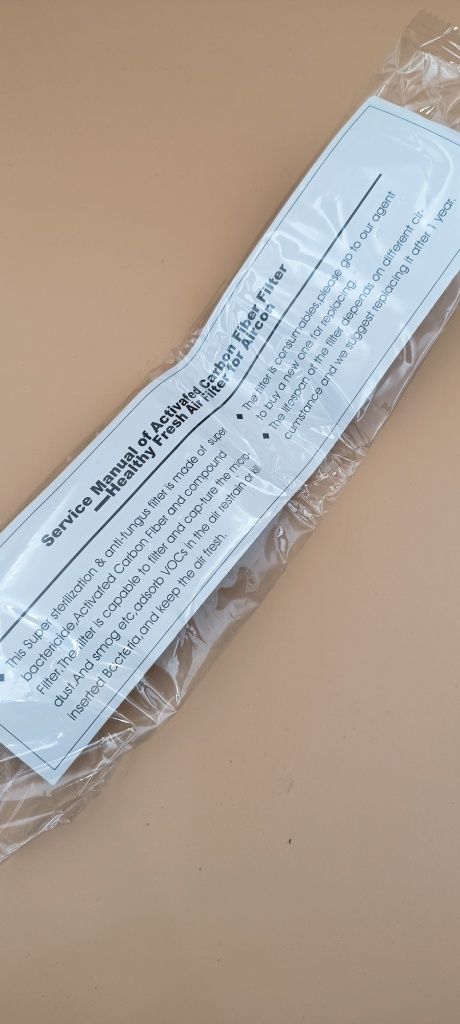 Service Manual of Activated Carbon Fiber Filter
—Healthy Fresh Air Filter for Aircon
◆ This Super sterilization & anti-fungus filter is made of super
bactericide,Activated Carbon Fiber and compound
Filter.The filter is capable to filter and cap-ture the micro-
dust.And smog etc,adsorb VOCs in the air restrain or kill
inserted Bacteria,and keep the air fresh.
◆ The filter is consumables,please go to our agent
to buy a new one for replacing.
◆ The lifespan of the filter depends on different cir-
cumstance and we suggest replacing it after 1 year.